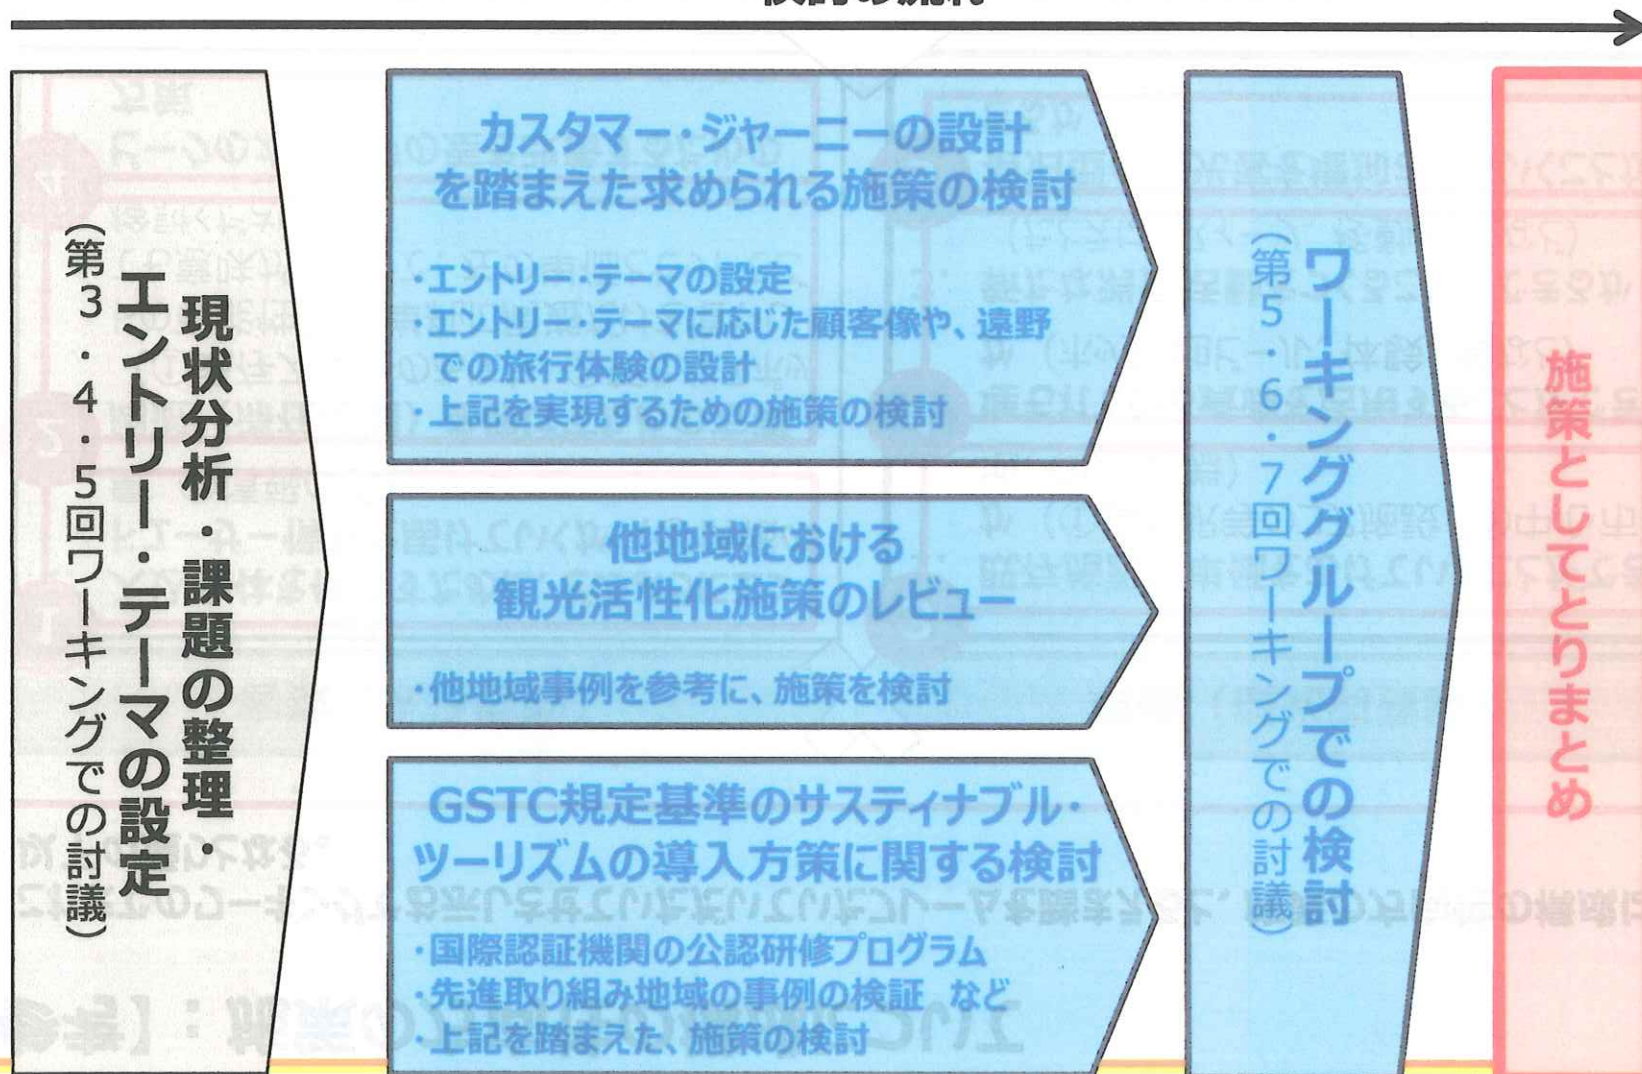 検討の流れ
現状分析・課題の整理・
エントリー・テーマの設定
(第3・4・5回ワーキングでの討議)
カスタマー・ジャーニーの設計
を踏まえた求められる施策の検討
・エントリー・テーマの設定
・エントリー・テーマに応じた顧客像や、遠野
での旅行体験の設計
・上記を実現するための施策の検討
他地域における
観光活性化施策のレビュー
・他地域事例を参考に、施策を検討
GSTC規定基準のサスティナブル・
ツーリズムの導入方策に関する検討
・国際認証機関の公認研修プログラム
・先進取り組み地域の事例の検証 など
・上記を踏まえた、施策の検討
ワーキンググループでの検討
(第5・6・7回ワーキングでの討議)
施策としてとりまとめ